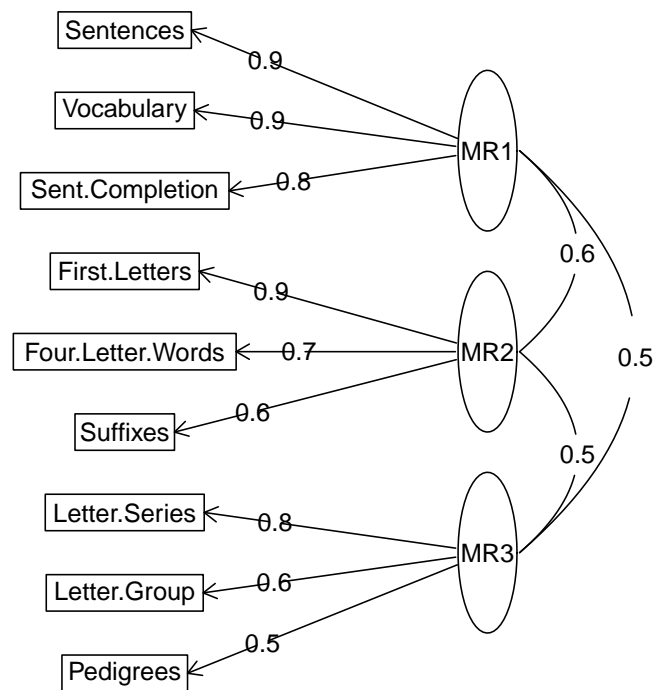 Sentences
0.9
Vocabulary
0.9
MR1
Sent.Completion
0.8
0.6
First.Letters
0.9
Four.Letter.Words
0.7
MR2
0.5
Suffixes
0.6
0.5
Letter.Series
0.8
MR3
Letter.Group
0.6
Pedigrees
0.5